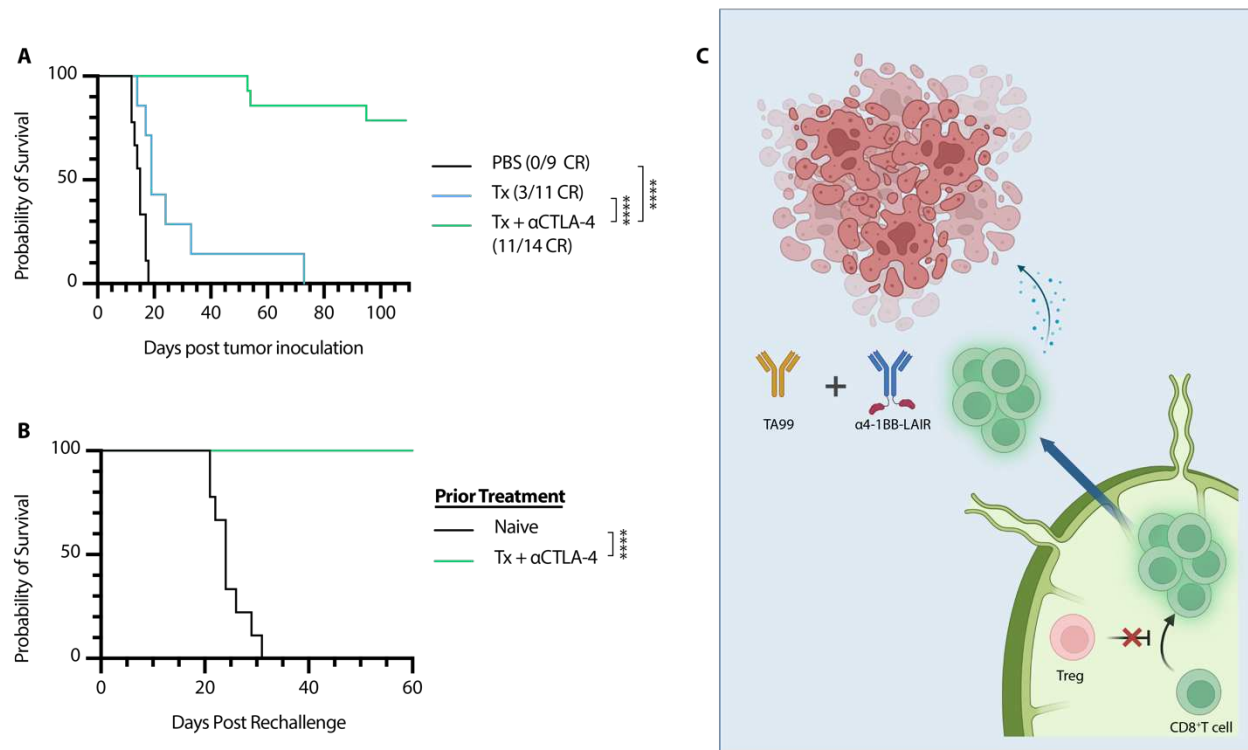 A
Probability of Survival
100
50
0
0 20 40 60 80 100
Days post tumor inoculation
PBS (0/9 CR)
Tx (3/11 CR)
Tx + αCTLA-4
(11/14 CR)
****
****
B
Probability of Survival
100
50
0
0 20 40 60
Days Post Rechallenge
Prior Treatment
Naive
Tx + αCTLA-4
****
C
+
TA99
α4-1BB-LAIR
Treg
CD8⁺T cell